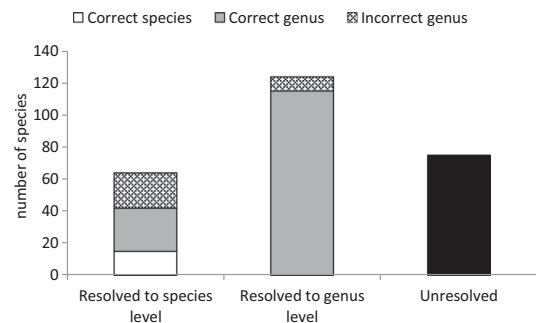 Correct species Correct genus Incorrect genus
number of species
140
120
100
80
60
40
20
0
Resolved to species level
Resolved to genus level
Unresolved